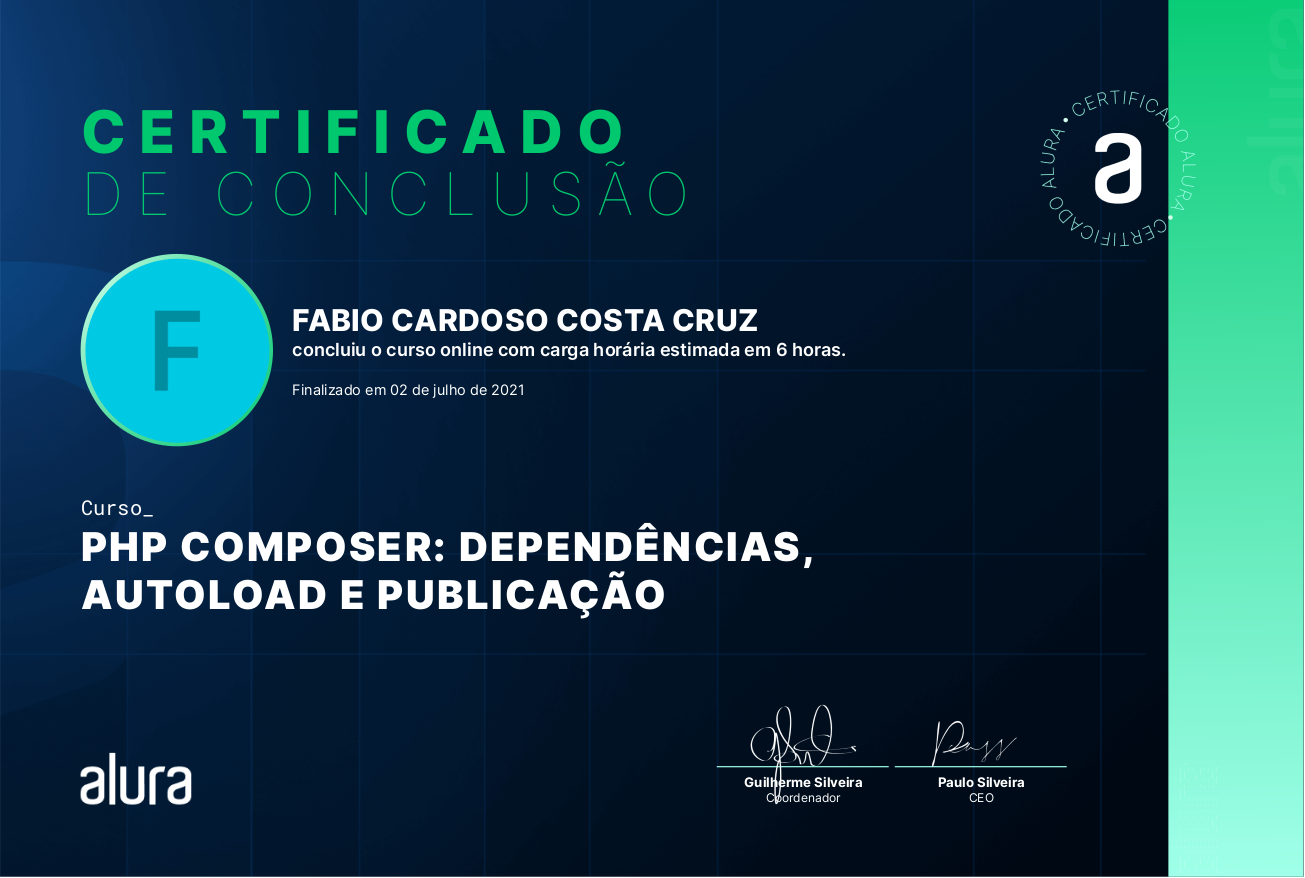 CERTIFICADO
DE CONCLUSÃO
CERTIFICADO ALURA • CERTIFICADO ALURA •
a
alura
F
FABIO CARDOSO COSTA CRUZ
concluiu o curso online com carga horária estimada em 6 horas.
Finalizado em 02 de julho de 2021
Curso_
PHP COMPOSER: DEPENDÊNCIAS,
AUTOLOAD E PUBLICAÇÃO
alura
Guilherme Silveira
Coordenador
Paulo Silveira
CEO